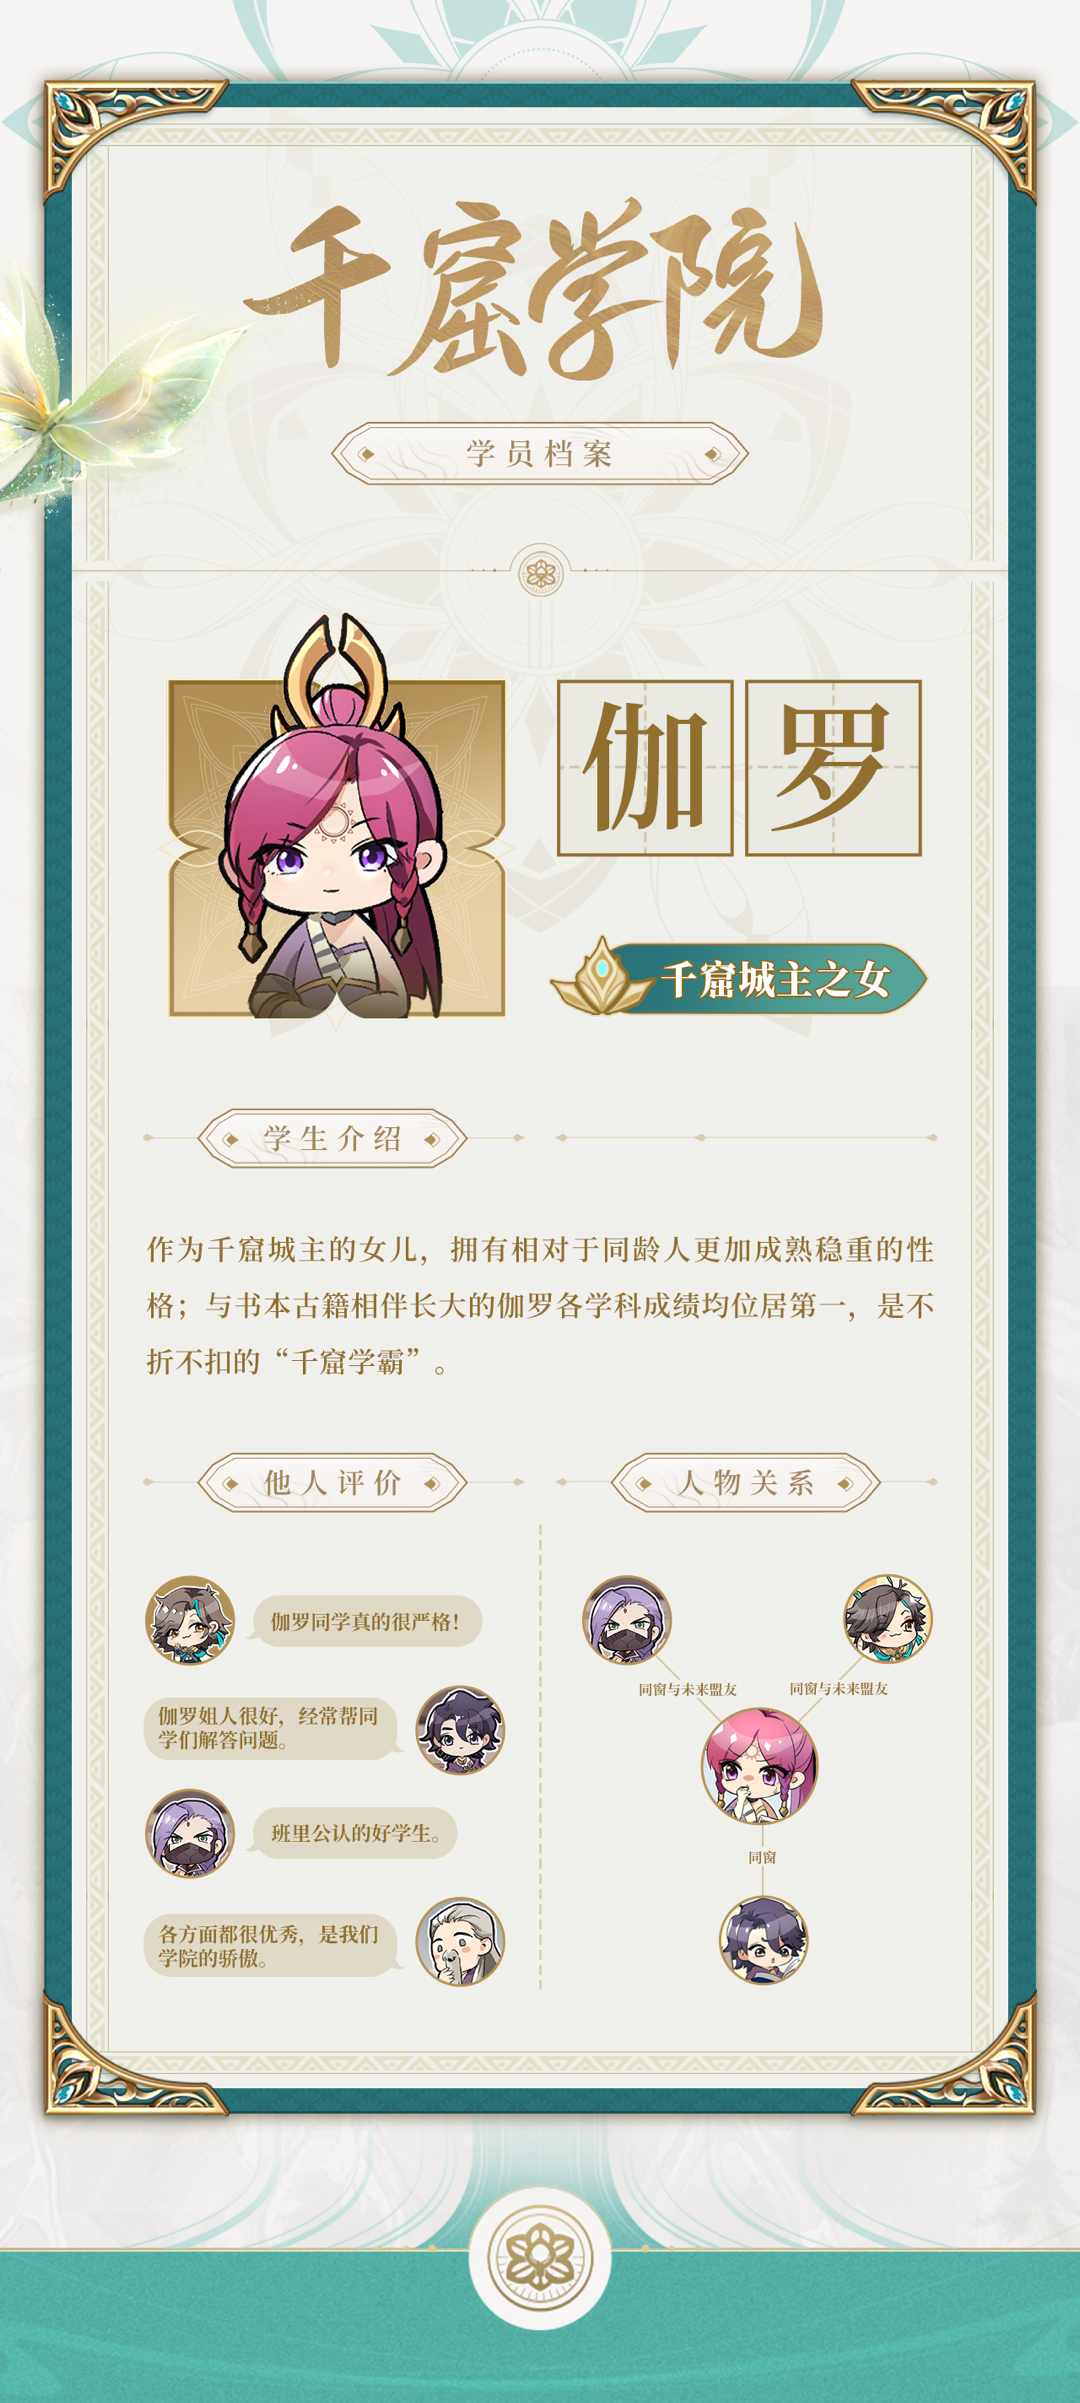 千窟学院
学员档案
伽罗
千窟城主之女
学生介绍
作为千窟城主的女儿，拥有相对于同龄人更加成熟稳重的性
格；与书本古籍相伴长大的伽罗各学科成绩均位居第一，是不
折不扣的“千窟学霸”。
他人评价
伽罗同学真的很严格！
伽罗姐人很好，经常帮同
学们解答问题。
班里公认的好学生。
各方面都很优秀，是我们
学院的骄傲。
人物关系
同窗与未来盟友
同窗与未来盟友
同窗